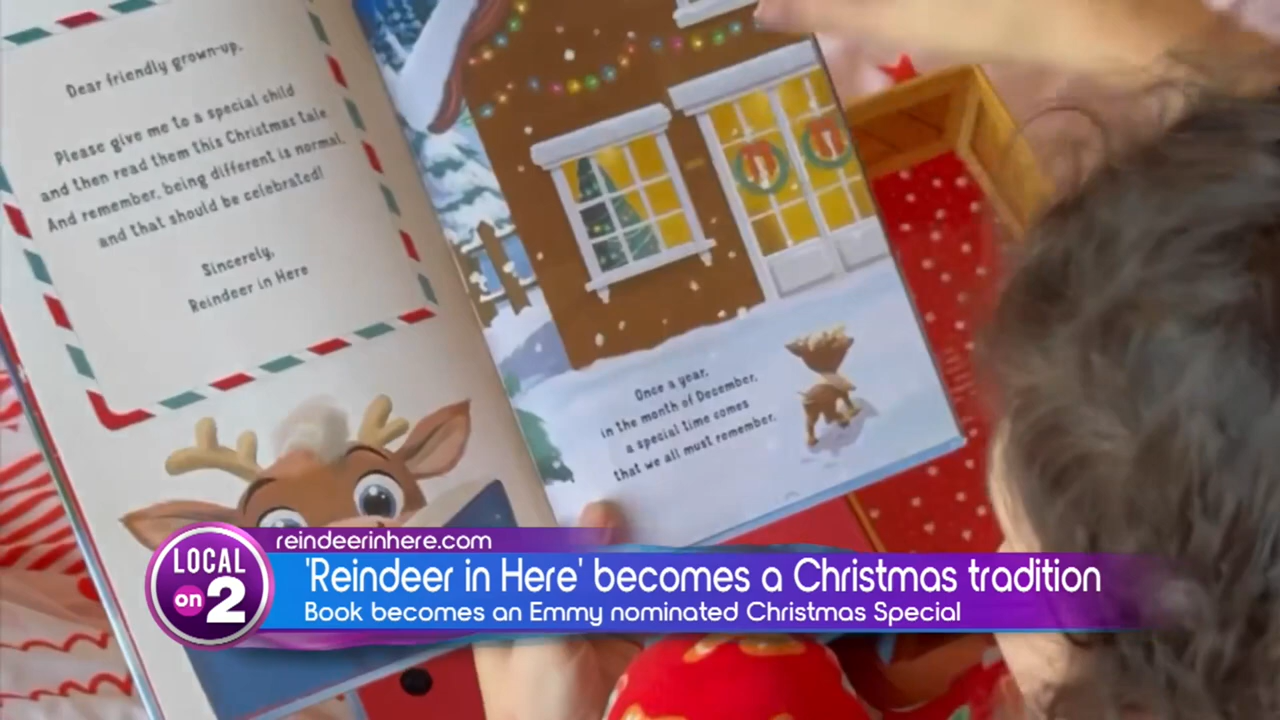 Dear friendly grown-up,
Please give me to a special child
and then read them this Christmas tale.
And remember, being different is normal,
and that should be celebrated!
Sincerely,
Reindeer in Here
Once a year,
in the month of December,
a special time comes
that we all must remember.
reindeerinhere.com
LOCAL
on 2
'Reindeer in Here' becomes a Christmas tradition
Book becomes an Emmy nominated Christmas Special